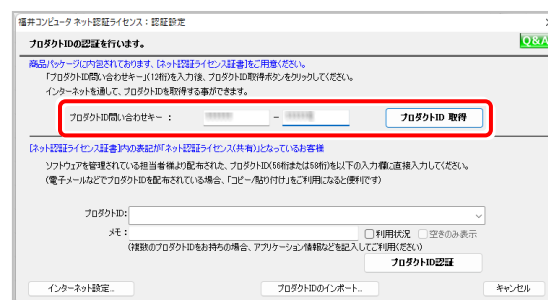 福井コンピュータ ネット認証ライセンス：認証設定
プロダクトIDの認証を行います。
Q&A
商品パッケージに内包されております、[ネット認証ライセンス証書]をご用意ください。
「プロダクトID問い合わせキー」(12桁)を入力後、プロダクトID取得ボタンをクリックしてください。
インターネットを通して、プロダクトIDを取得する事ができます。
プロダクトID問い合わせキー ： － プロダクトID 取得
[ネット認証ライセンス証書]内の表記が「ネット認証ライセンス(共有)」となっているお客様
ソフトウェアを管理されている担当者様より配布された、プロダクトID(56桁または58桁)を以下の入力欄に直接入力してください。
(電子メールなどでプロダクトIDを配布されている場合、「コピー/貼り付け」をご利用になると便利です)
プロダクトID:
メモ：
利用状況 空きのみ表示
(複数のプロダクトIDをお持ちの場合、アプリケーション情報などを記入してご利用ください)
プロダクトID認証
インターネット設定... プロダクトIDのインポート... キャンセル